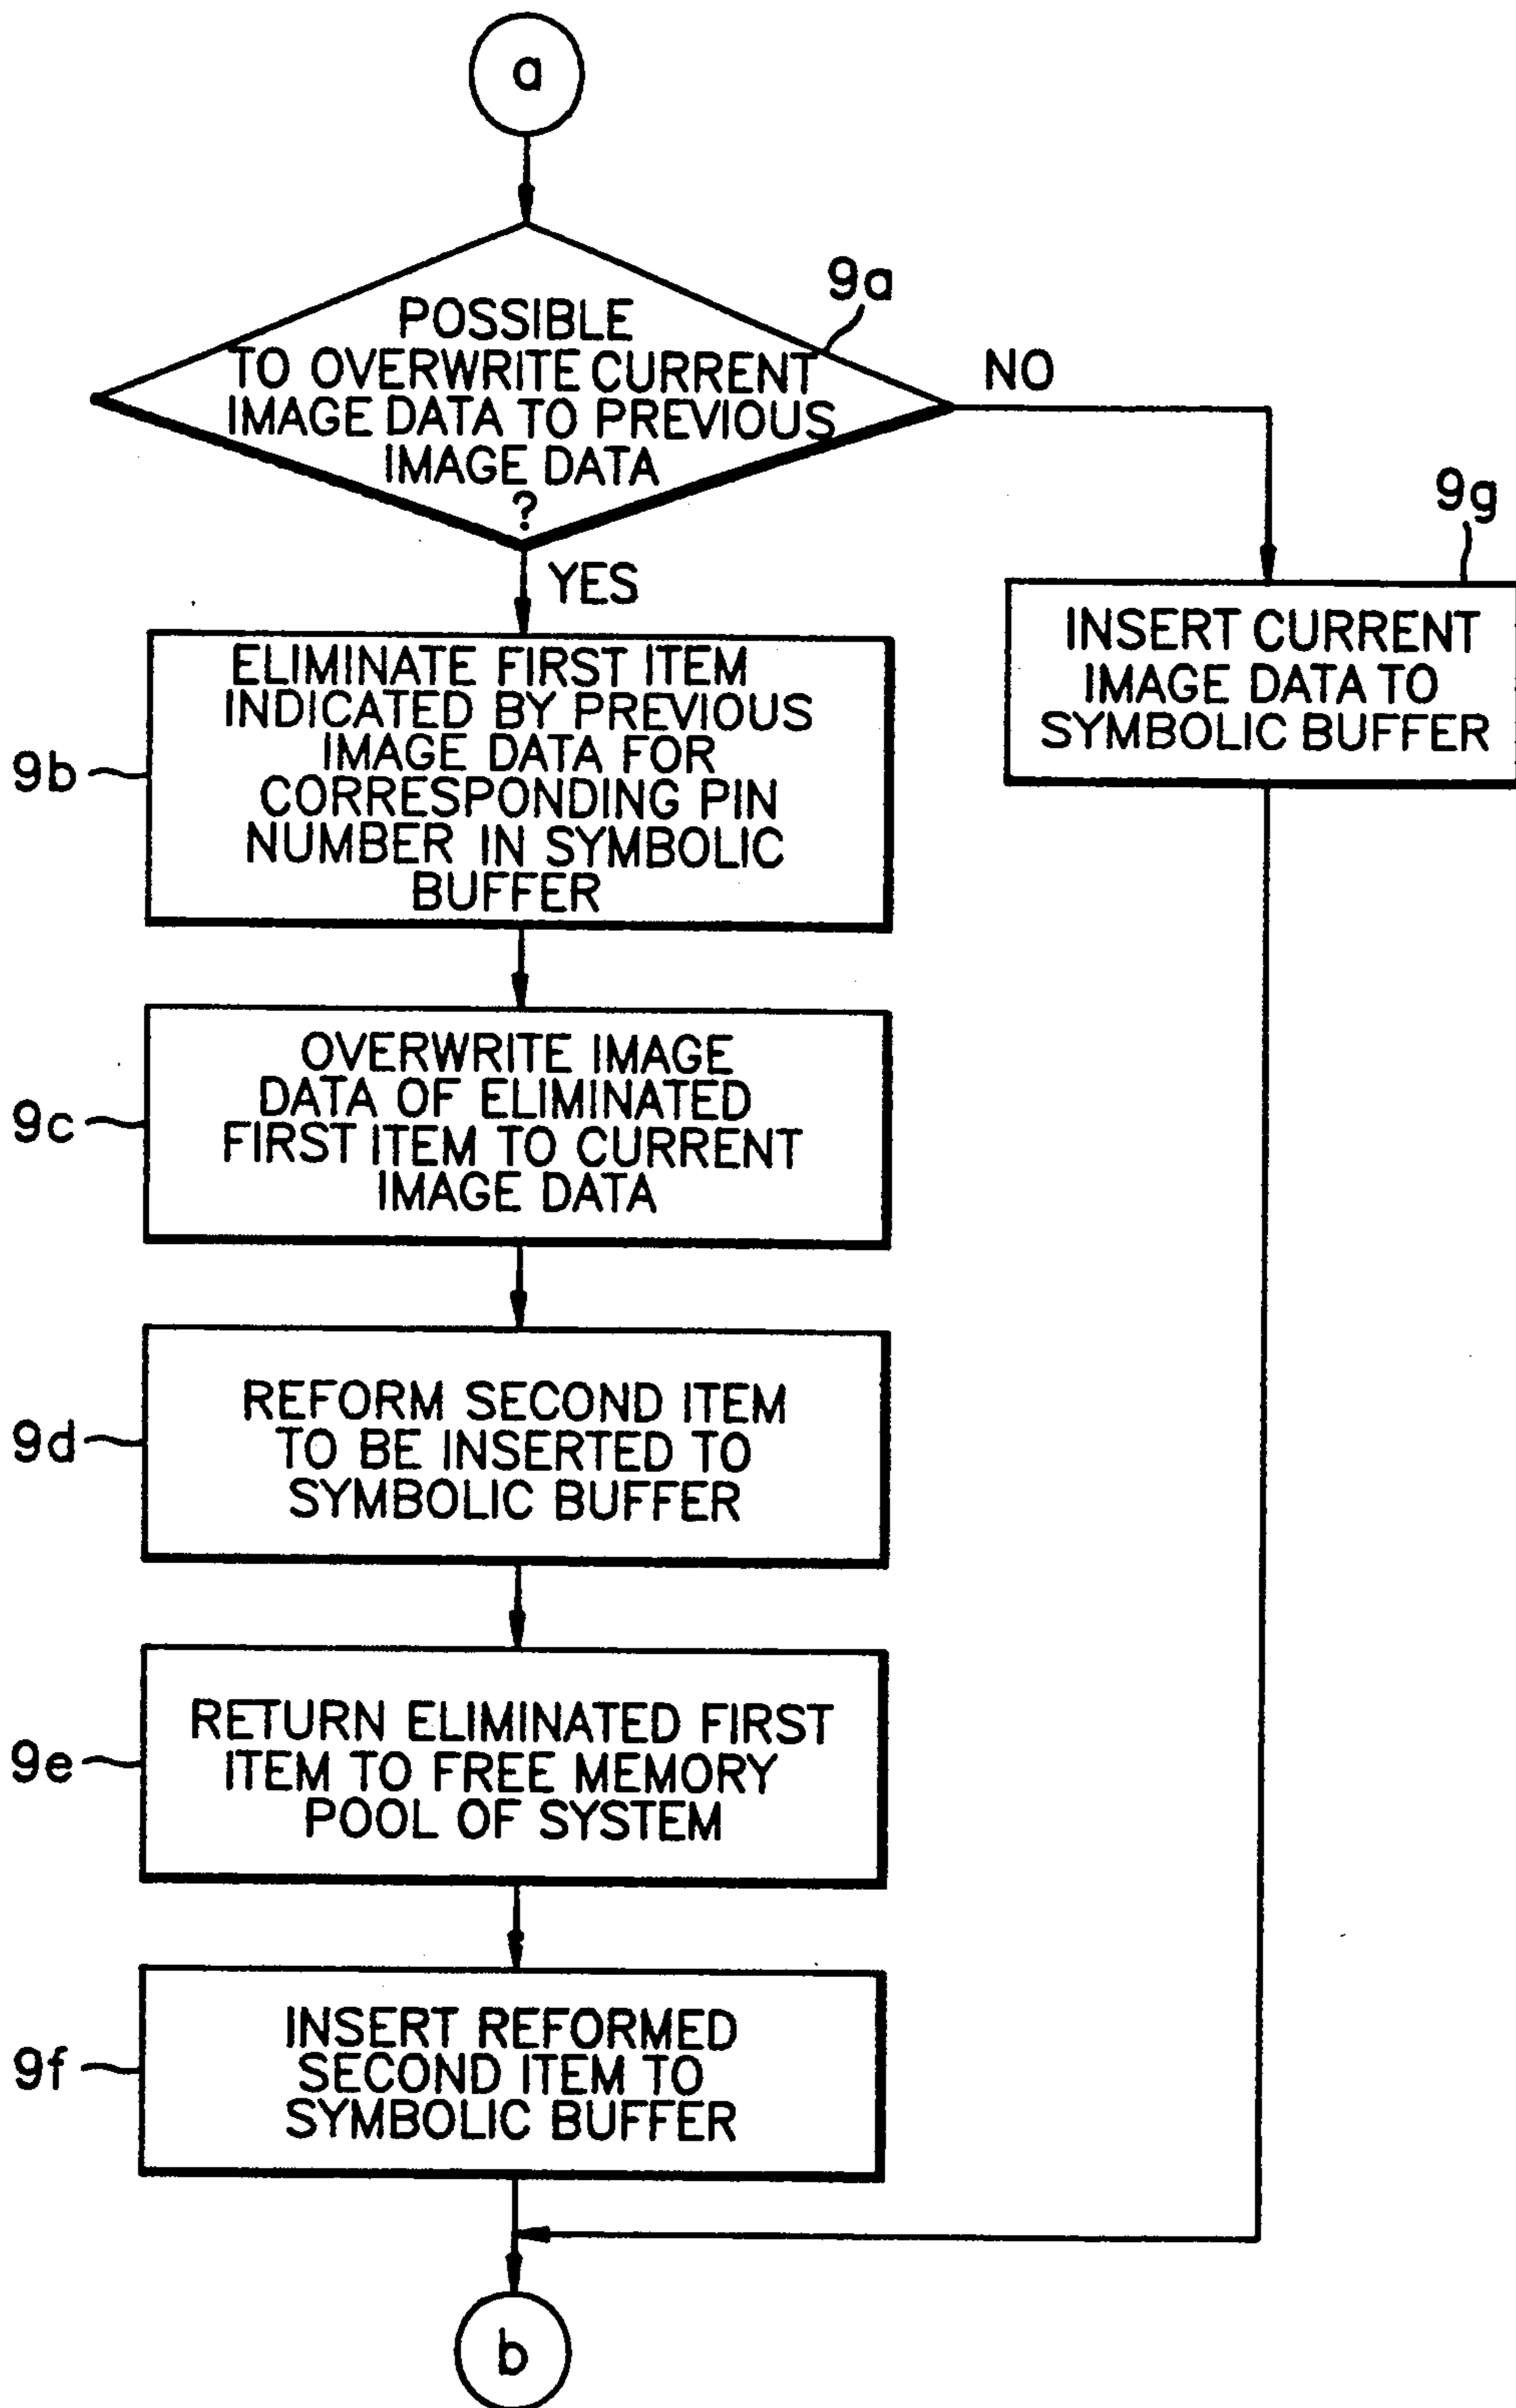 a
9a
POSSIBLE
TO OVERWRITE CURRENT
IMAGE DATA TO PREVIOUS
IMAGE DATA
?
NO
YES
9g
INSERT CURRENT
IMAGE DATA TO
SYMBOLIC BUFFER
9b
ELIMINATE FIRST ITEM
INDICATED BY PREVIOUS
IMAGE DATA FOR
CORRESPONDING PIN
NUMBER IN SYMBOLIC
BUFFER
9c
OVERWRITE IMAGE
DATA OF ELIMINATED
FIRST ITEM TO CURRENT
IMAGE DATA
9d
REFORM SECOND ITEM
TO BE INSERTED TO
SYMBOLIC BUFFER
9e
RETURN ELIMINATED FIRST
ITEM TO FREE MEMORY
POOL OF SYSTEM
9f
INSERT REFORMED
SECOND ITEM TO
SYMBOLIC BUFFER
b